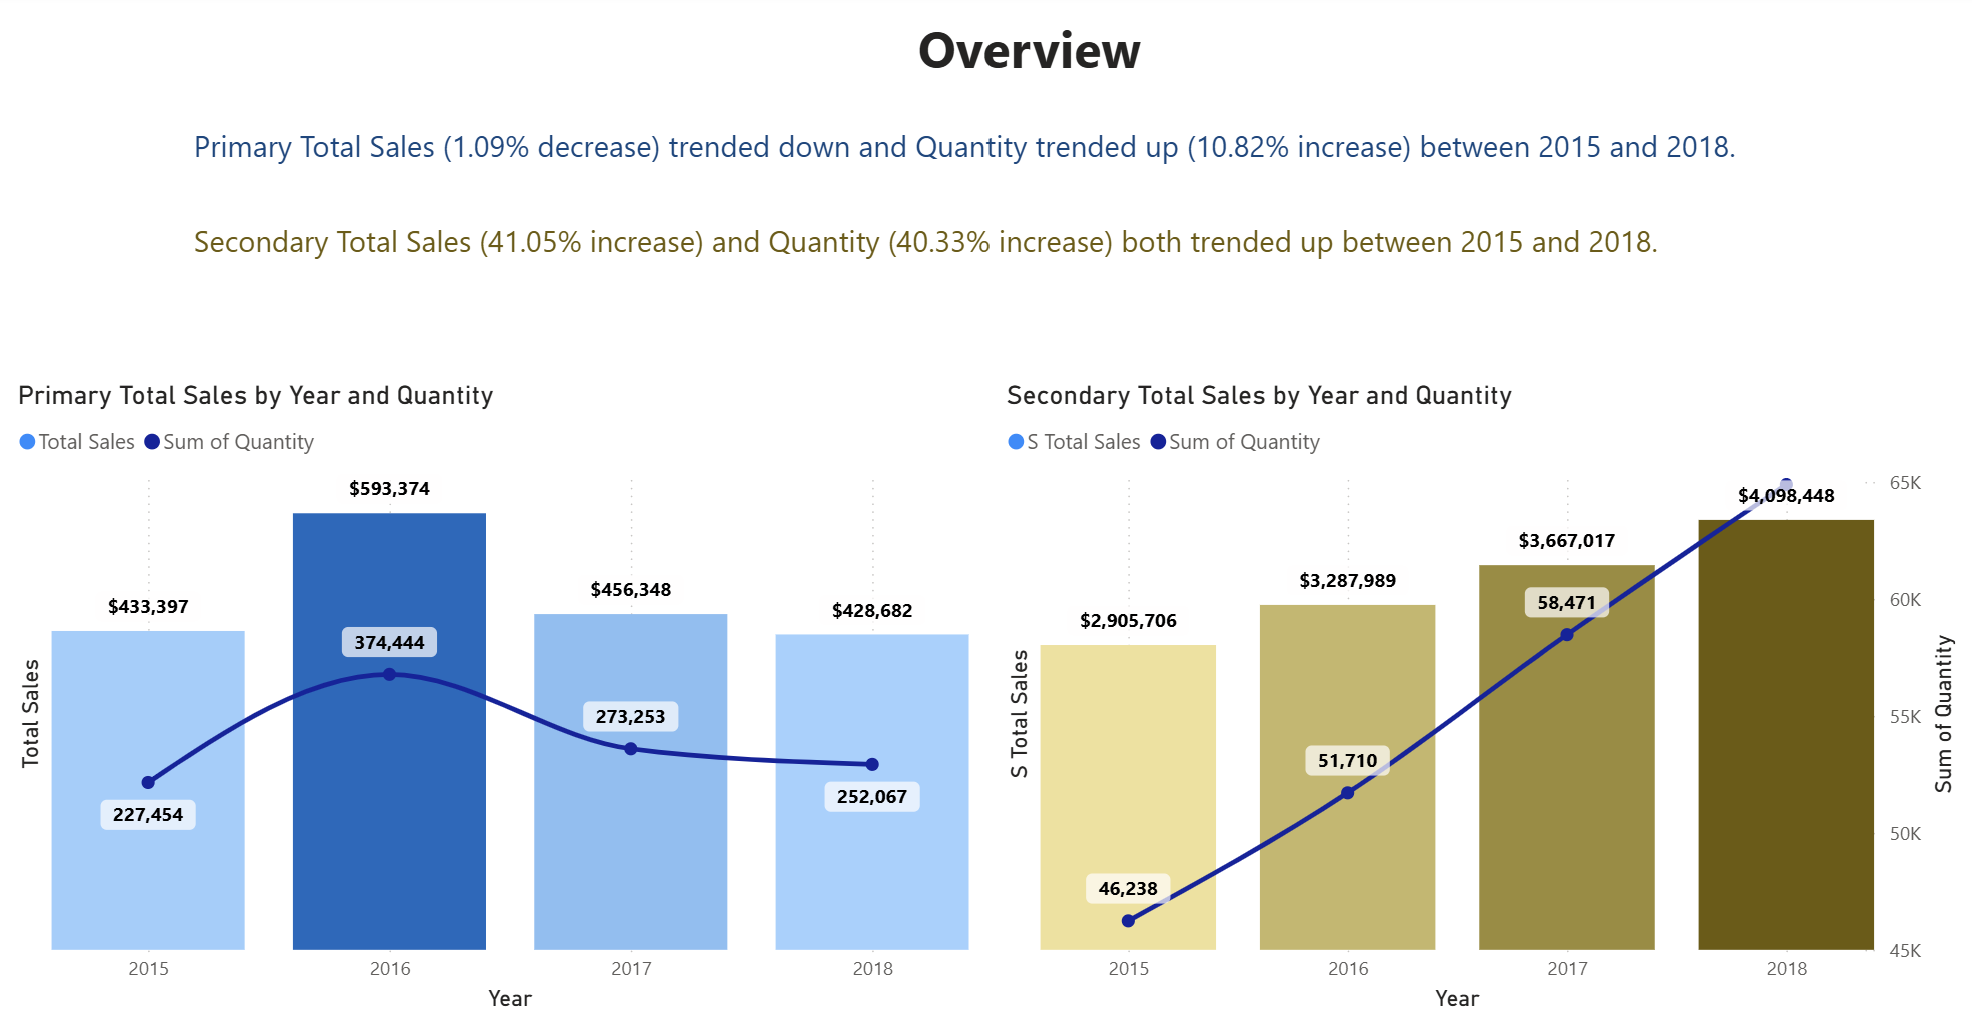 Overview
Primary Total Sales (1.09% decrease) trended down and Quantity trended up (10.82% increase) between 2015 and 2018.
Secondary Total Sales (41.05% increase) and Quantity (40.33% increase) both trended up between 2015 and 2018.
Primary Total Sales by Year and Quantity
Total Sales Sum of Quantity
$593,374
$433,397
$456,348
$428,682
374,444
273,253
227,454
252,067
Total Sales
2015 2016 2017 2018
Year
Secondary Total Sales by Year and Quantity
S Total Sales Sum of Quantity
$4,098,448
$3,667,017
$3,287,989
$2,905,706
58,471
51,710
46,238
S Total Sales
65K
60K
55K
50K
45K
Sum of Quantity
2015 2016 2017 2018
Year